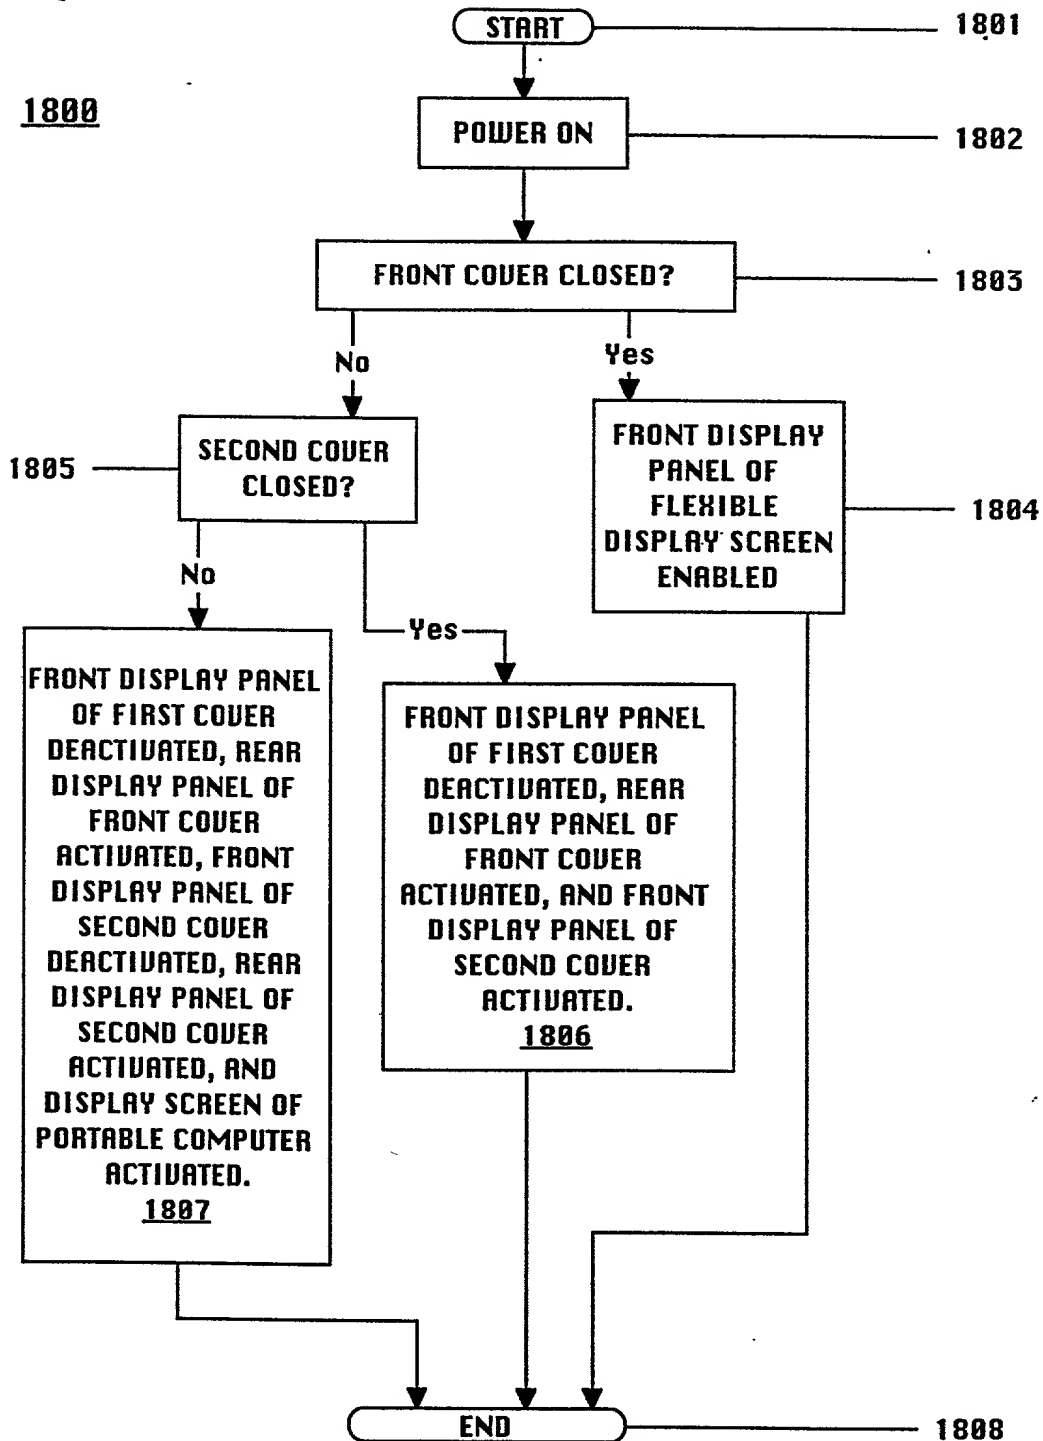 START
1801
1800
POWER ON
1802
FRONT COVER CLOSED?
1803
No
Yes
SECOND COVER
CLOSED?
1805
FRONT DISPLAY
PANEL OF
FLEXIBLE
DISPLAY SCREEN
ENABLED
1804
No
Yes
FRONT DISPLAY PANEL
OF FIRST COVER
DEACTIVATED, REAR
DISPLAY PANEL OF
FRONT COVER
ACTIVATED, FRONT
DISPLAY PANEL OF
SECOND COVER
DEACTIVATED, REAR
DISPLAY PANEL OF
SECOND COVER
ACTIVATED, AND
DISPLAY SCREEN OF
PORTABLE COMPUTER
ACTIVATED.
1807
FRONT DISPLAY PANEL
OF FIRST COVER
DEACTIVATED, REAR
DISPLAY PANEL OF
FRONT COVER
ACTIVATED, AND FRONT
DISPLAY PANEL OF
SECOND COVER
ACTIVATED.
1806
END
1808